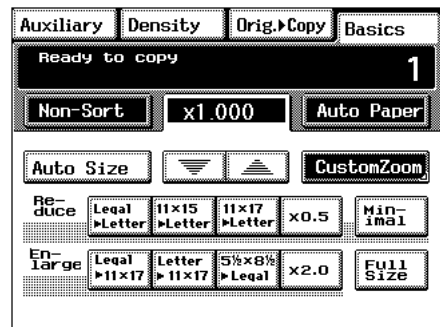 Auxiliary Density Orig.▸Copy Basics
Ready to copy
1
Non-Sort x1.000 Auto Paper
Auto Size CustomZoom
Re-
duce
Legal
▸Letter
11×15
▸Letter
11×17
▸Letter
x0.5
Min-
imal
En-
large
Legal
▸11×17
Letter
▸11×17
5½×8½
▸Legal
x2.0
Full
Size